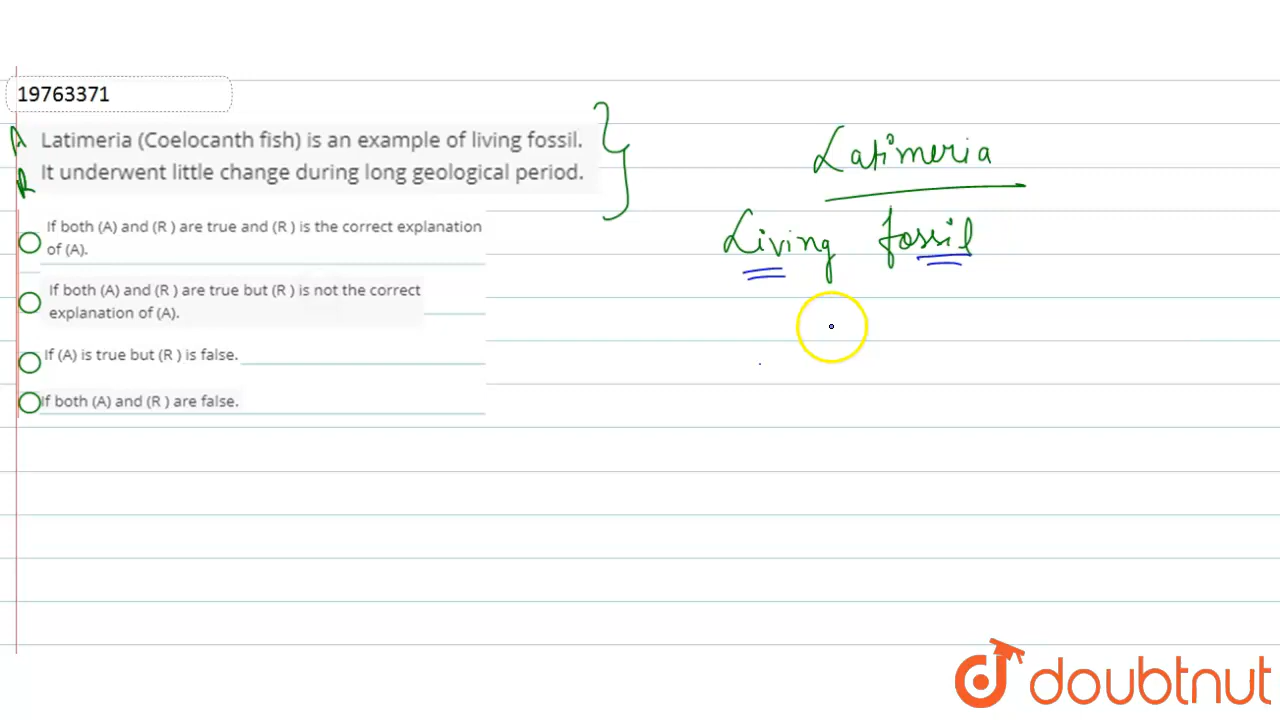 19763371
A Latimeria (Coelocanth fish) is an example of living fossil.
R It underwent little change during long geological period.
If both (A) and (R ) are true and (R ) is the correct explanation
of (A).
If both (A) and (R ) are true but (R ) is not the correct
explanation of (A).
If (A) is true but (R ) is false.
If both (A) and (R ) are false.
Latimeria
Living fossil
doubtnut